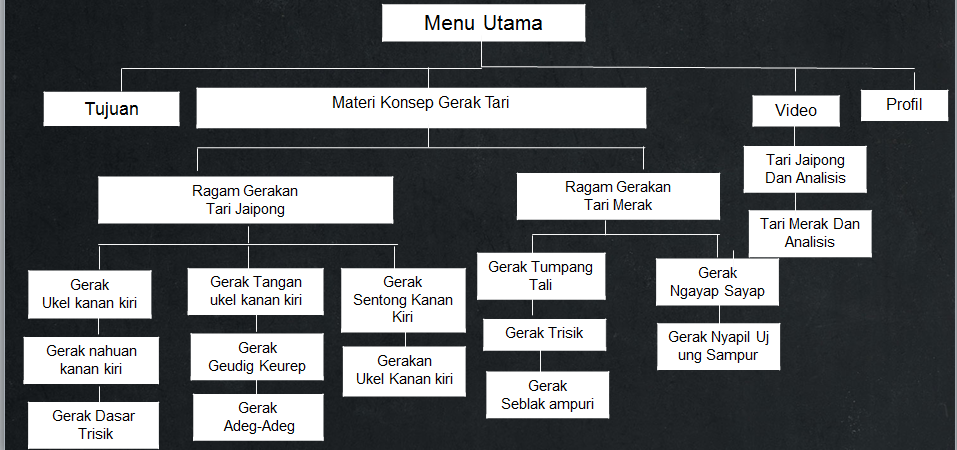 Menu Utama
Tujuan
Materi Konsep Gerak Tari
Video
Profil
Ragam Gerakan
Tari Jaipong
Ragam Gerakan
Tari Merak
Tari Jaipong
Dan Analisis
Tari Merak Dan
Analisis
Gerak
Ukel kanan kiri
Gerak Tangan
ukel kanan kiri
Gerak
Sentong Kanan
Kiri
Gerak Tumpang
Tali
Gerak
Ngayap Sayap
Gerak nahuan
kanan kiri
Gerak
Geudig Keurep
Gerakan
Ukel Kanan kiri
Gerak Trisik
Gerak Nyapil Uj
ung Sampur
Gerak Dasar
Trisik
Gerak
Adeg-Adeg
Gerak
Seblak ampuri